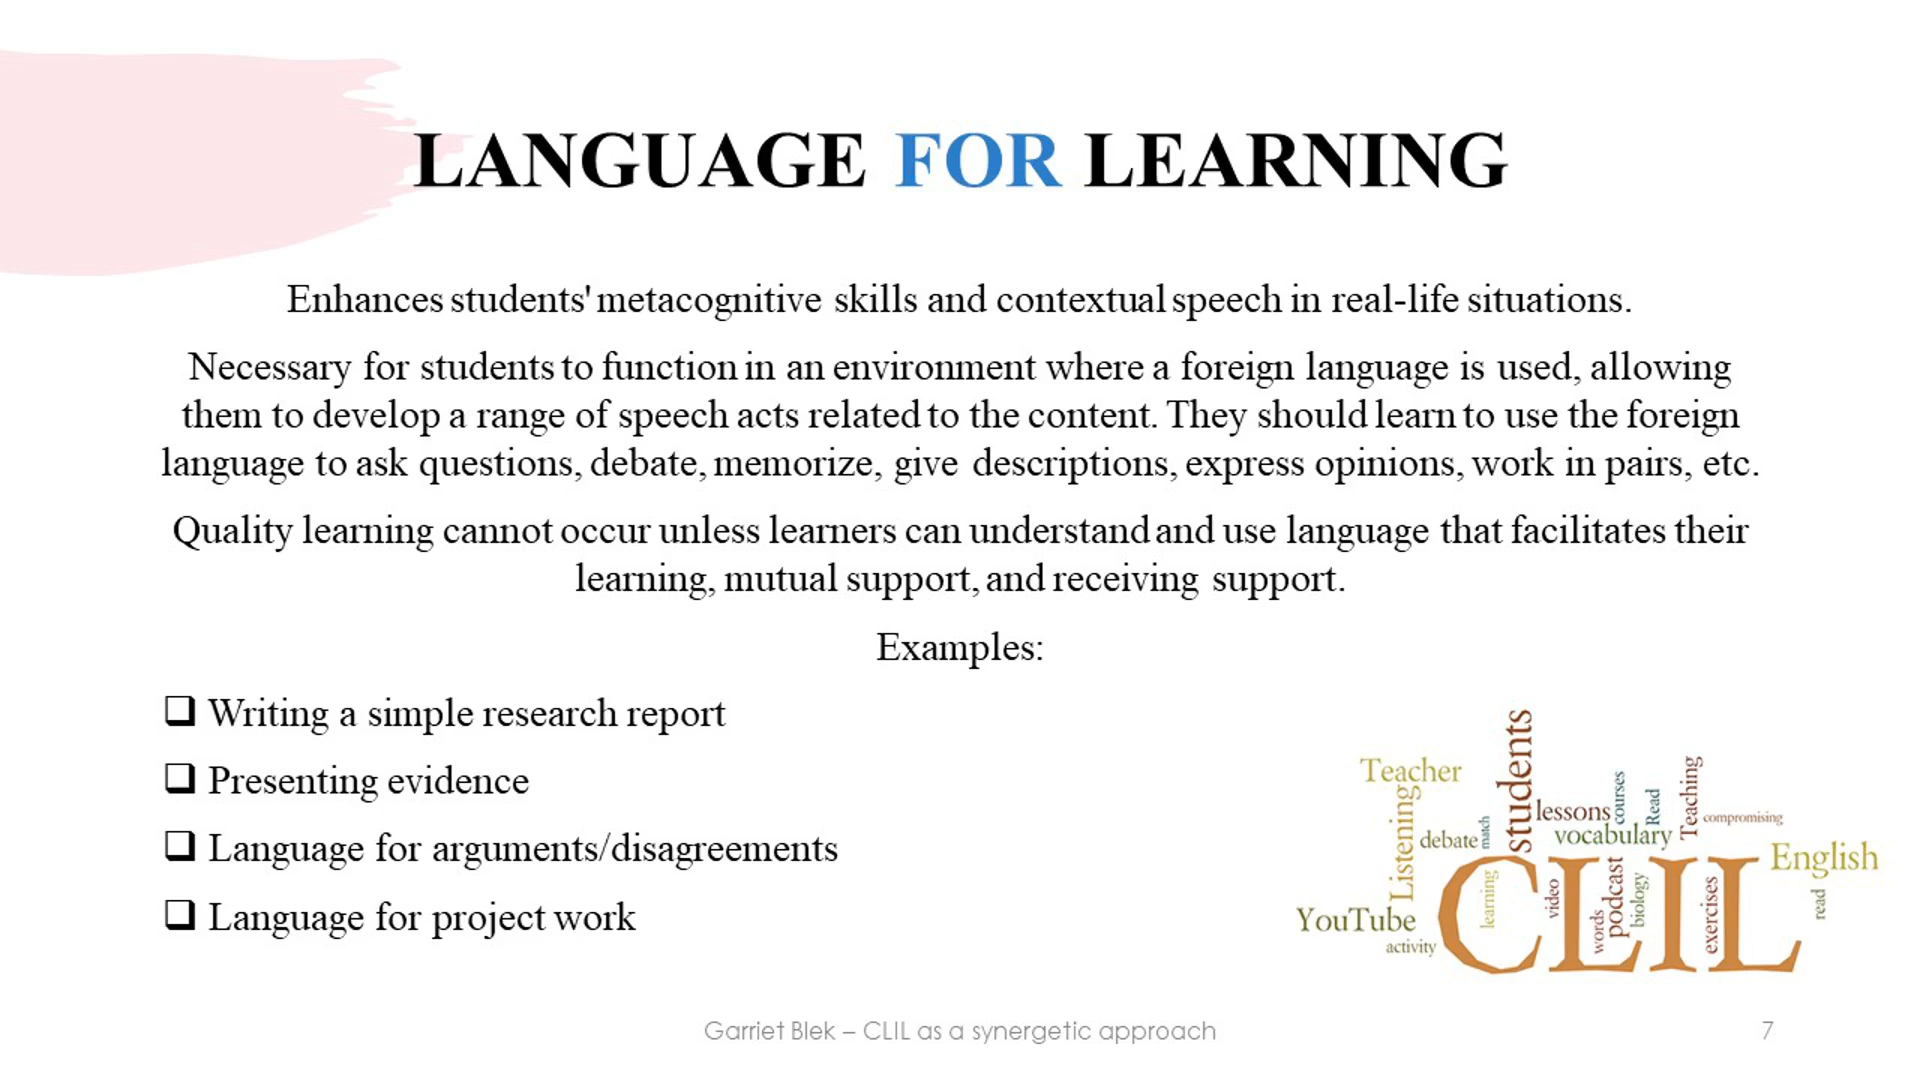 LANGUAGE FOR LEARNING
Enhances students' metacognitive skills and contextual speech in real-life situations.
Necessary for students to function in an environment where a foreign language is used, allowing
them to develop a range of speech acts related to the content. They should learn to use the foreign
language to ask questions, debate, memorize, give descriptions, express opinions, work in pairs, etc.
Quality learning cannot occur unless learners can understand and use language that facilitates their
learning, mutual support, and receiving support.
Examples:
Writing a simple research report
Presenting evidence
Language for arguments/disagreements
Language for project work
Teacher
Listening
debate
match
students
lessons
courses
Read
Teaching
compromising
vocabulary
English
CLIL
learning
video
words
podcast
biology
exercises
read
YouTube
activity
Garriet Blek – CLIL as a synergetic approach
7